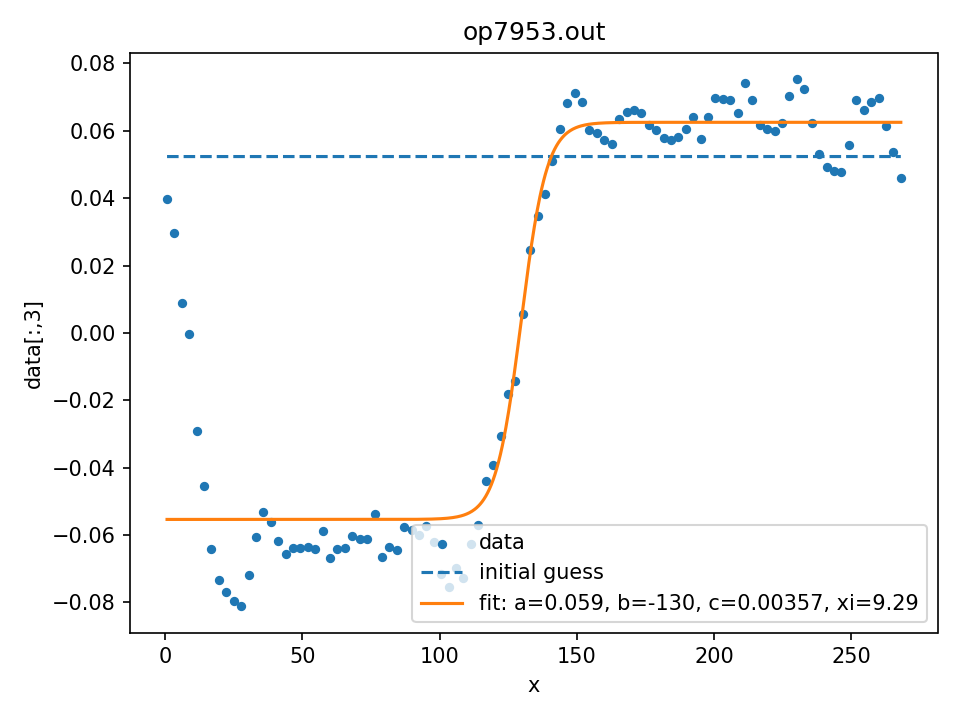 op7953.out
0.08
0.06
0.04
0.02
0.00
−0.02
−0.04
−0.06
−0.08
data[:,3]
data
initial guess
fit: a=0.059, b=-130, c=0.00357, xi=9.29
0 50 100 150 200 250
x